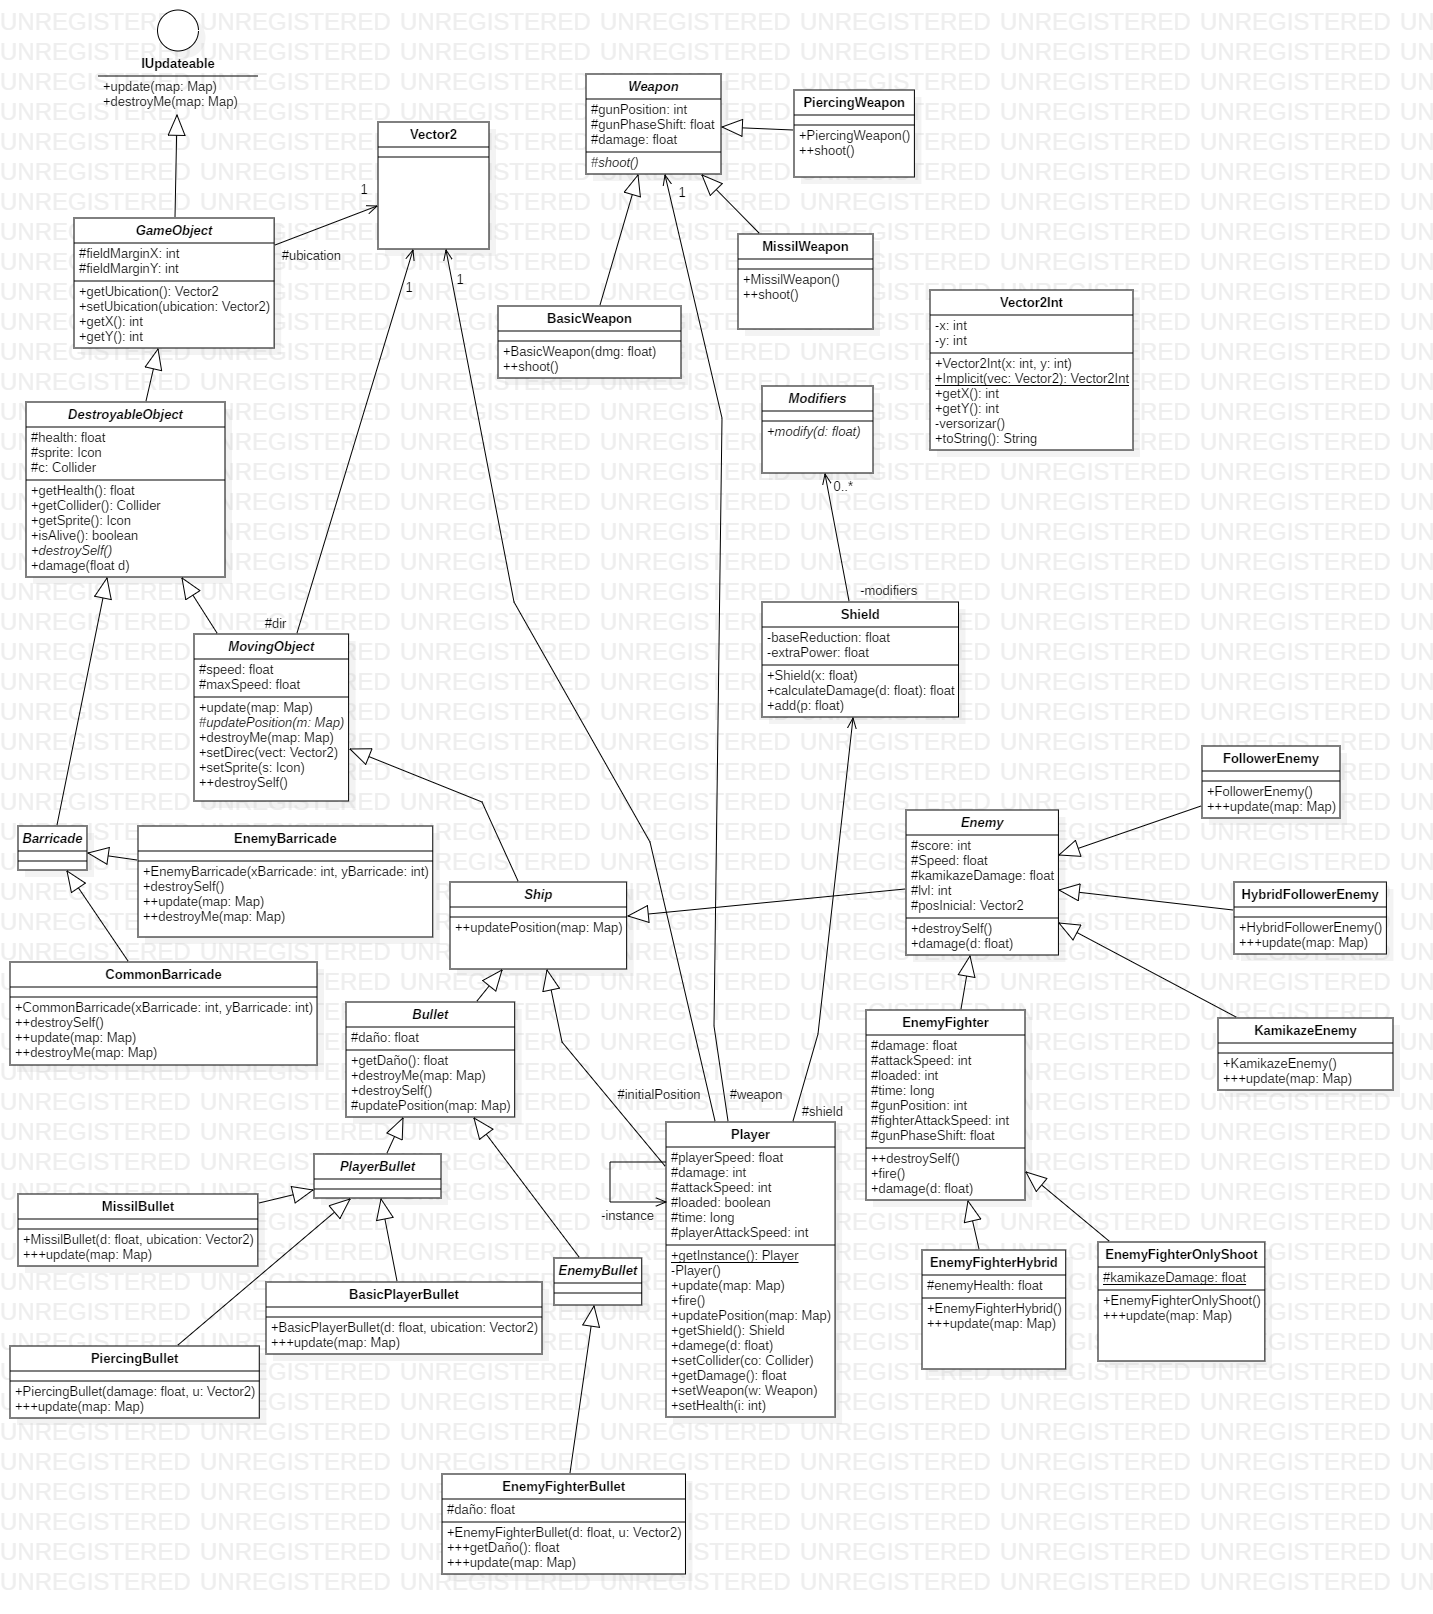 IUpdateable
+update(map: Map)
+destroyMe(map: Map)
Vector2
1
#ubication
1
1
GameObject
#fieldMarginX: int
#fieldMarginY: int
+getUbication(): Vector2
+setUbication(ubication: Vector2)
+getX(): int
+getY(): int
Weapon
#gunPosition: int
#gunPhaseShift: float
#damage: float
#shoot()
1
PiercingWeapon
+PiercingWeapon()
++shoot()
MissilWeapon
+MissilWeapon()
++shoot()
BasicWeapon
+BasicWeapon(dmg: float)
++shoot()
Vector2Int
-x: int
-y: int
+Vector2Int(x: int, y: int)
+Implicit(vec: Vector2): Vector2Int
+getX(): int
+getY(): int
-versorizar()
+toString(): String
Modifiers
+modify(d: float)
0..*
-modifiers
DestroyableObject
#health: float
#sprite: Icon
#c: Collider
+getHealth(): float
+getCollider(): Collider
+getSprite(): Icon
+isAlive(): boolean
+destroySelf()
+damage(float d)
#dir
MovingObject
#speed: float
#maxSpeed: float
+update(map: Map)
#updatePosition(m: Map)
+destroyMe(map: Map)
+setDirec(vect: Vector2)
+setSprite(s: Icon)
++destroySelf()
Shield
-baseReduction: float
-extraPower: float
+Shield(x: float)
+calculateDamage(d: float): float
+add(p: float)
FollowerEnemy
+FollowerEnemy()
+++update(map: Map)
Barricade
EnemyBarricade
+EnemyBarricade(xBarricade: int, yBarricade: int)
+destroySelf()
++update(map: Map)
++destroyMe(map: Map)
Enemy
#score: int
#Speed: float
#kamikazeDamage: float
#lvl: int
#posInicial: Vector2
+destroySelf()
+damage(d: float)
Ship
++updatePosition(map: Map)
HybridFollowerEnemy
+HybridFollowerEnemy()
+++update(map: Map)
CommonBarricade
+CommonBarricade(xBarricade: int, yBarricade: int)
++destroySelf()
++update(map: Map)
++destroyMe(map: Map)
Bullet
#daño: float
+getDaño(): float
+destroyMe(map: Map)
+destroySelf()
#updatePosition(map: Map)
EnemyFighter
#damage: float
#attackSpeed: int
#loaded: int
#time: long
#gunPosition: int
#fighterAttackSpeed: int
#gunPhaseShift: float
++destroySelf()
+fire()
+damage(d: float)
KamikazeEnemy
+KamikazeEnemy()
+++update(map: Map)
#initialPosition
#weapon
#shield
Player
#playerSpeed: float
#damage: int
#attackSpeed: int
#loaded: boolean
#time: long
#playerAttackSpeed: int
+getInstance(): Player
-Player()
+update(map: Map)
+fire()
+updatePosition(map: Map)
+getShield(): Shield
+damege(d: float)
+setCollider(co: Collider)
+getDamage(): float
+setWeapon(w: Weapon)
+setHealth(i: int)
-instance
PlayerBullet
MissilBullet
+MissilBullet(d: float, ubication: Vector2)
+++update(map: Map)
EnemyBullet
BasicPlayerBullet
+BasicPlayerBullet(d: float, ubication: Vector2)
+++update(map: Map)
PiercingBullet
+PiercingBullet(damage: float, u: Vector2)
+++update(map: Map)
EnemyFighterHybrid
#enemyHealth: float
+EnemyFighterHybrid()
+++update(map: Map)
EnemyFighterOnlyShoot
#kamikazeDamage: float
+EnemyFighterOnlyShoot()
+++update(map: Map)
EnemyFighterBullet
#daño: float
+EnemyFighterBullet(d: float, u: Vector2)
+++getDaño(): float
+++update(map: Map)